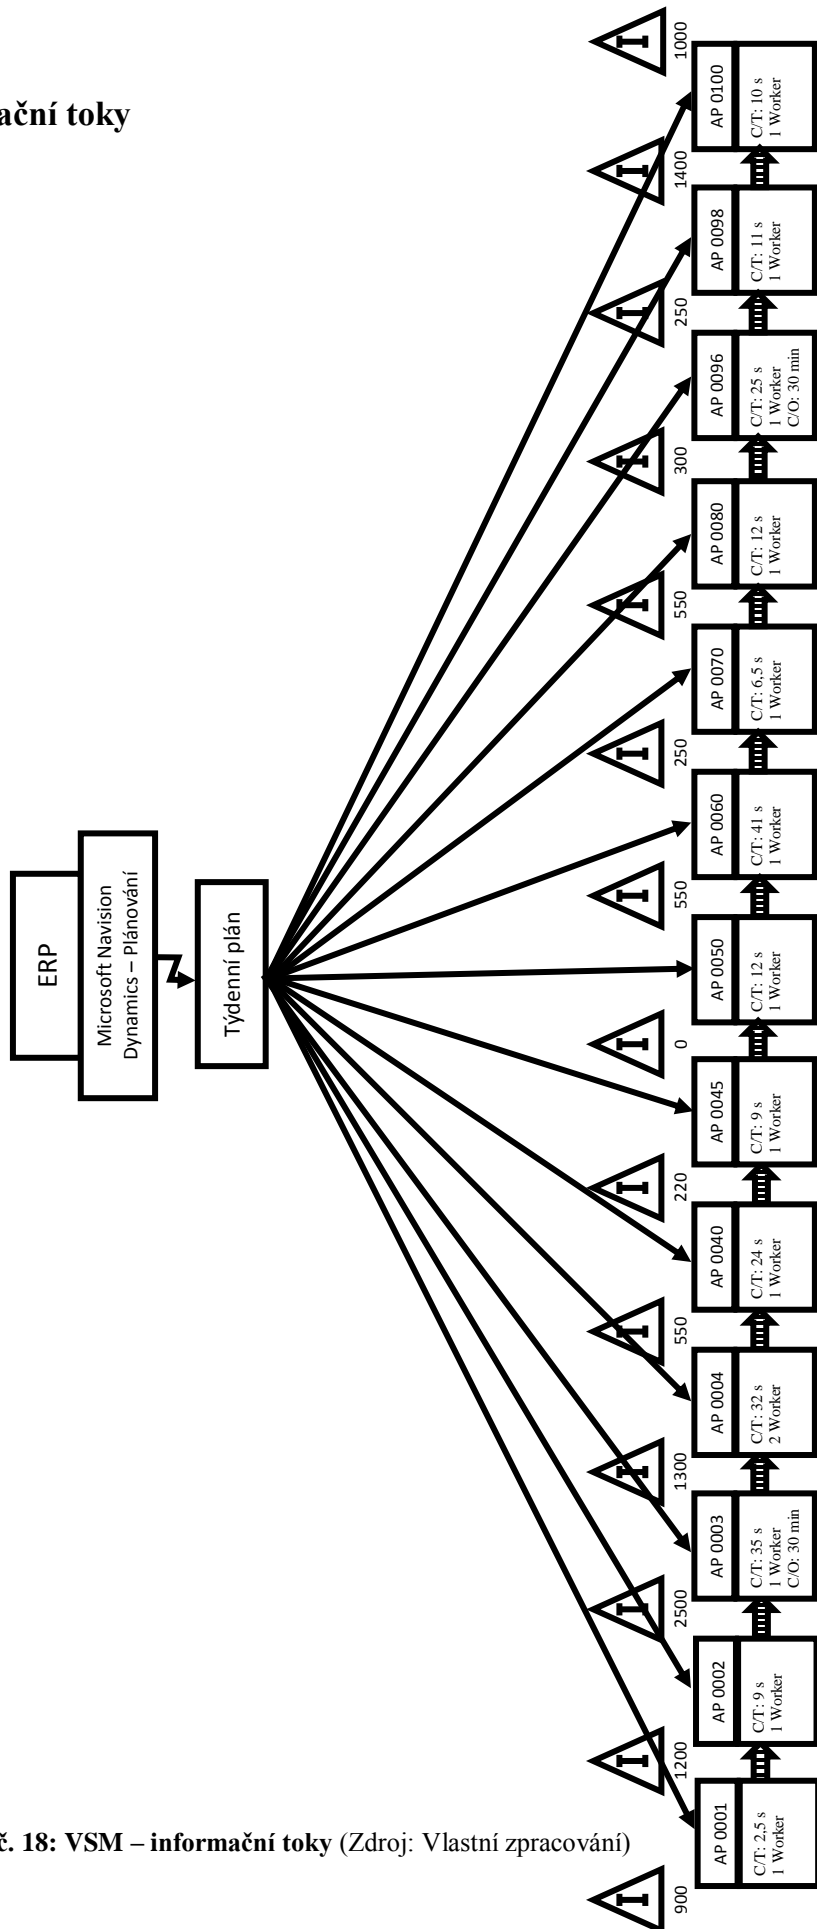 ační toky
ERP
Microsoft Navision
Dynamics – Plánování
Týdenní plán
900
I
1200
I
2500
I
1300
I
550
I
220
I
0
I
550
I
250
I
550
I
300
I
250
I
1400
I
1000
I
AP 0001
C/T: 2,5 s
1 Worker
AP 0002
C/T: 9 s
1 Worker
AP 0003
C/T: 35 s
1 Worker
C/O: 30 min
AP 0004
C/T: 32 s
2 Worker
AP 0040
C/T: 24 s
1 Worker
AP 0045
C/T: 9 s
1 Worker
AP 0050
C/T: 12 s
1 Worker
AP 0060
C/T: 41 s
1 Worker
AP 0070
C/T: 6,5 s
1 Worker
AP 0080
C/T: 12 s
1 Worker
AP 0096
C/T: 25 s
1 Worker
C/O: 30 min
AP 0098
C/T: 11 s
1 Worker
AP 0100
C/T: 10 s
1 Worker
č. 18: VSM – informační toky (Zdroj: Vlastní zpracování)